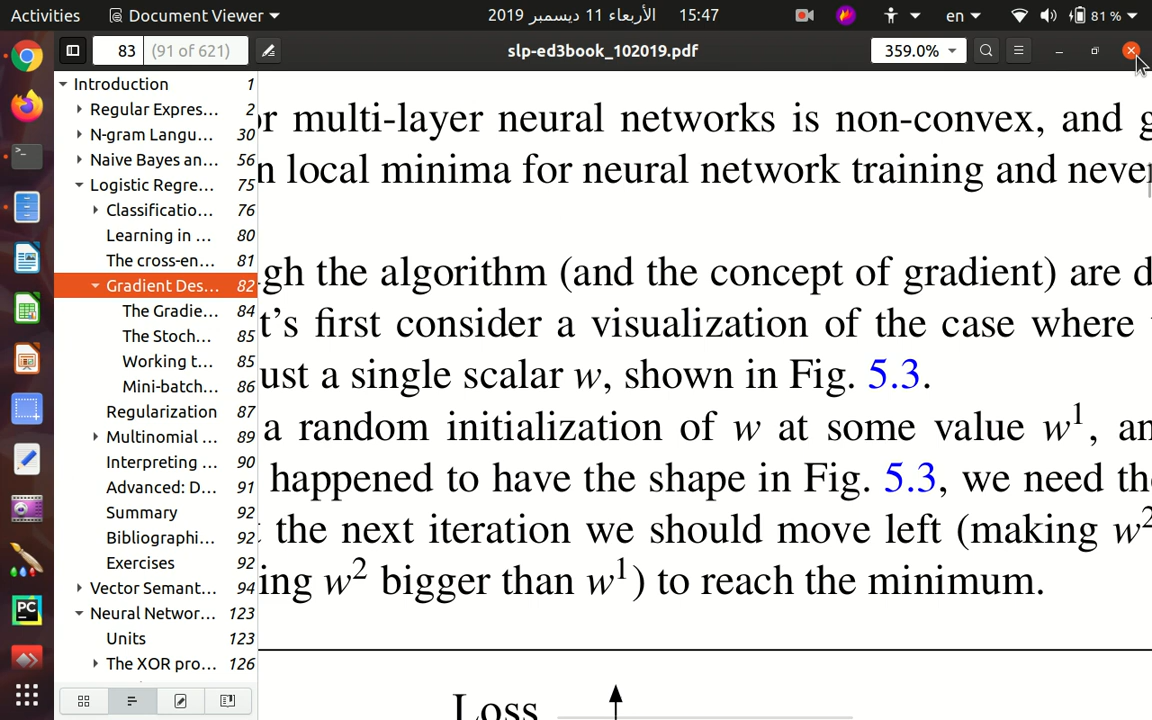 Activities Document Viewer 2019 الأربعاء 11 ديسمبر 15:47 en 81 %
83 (91 of 621) slp-ed3book_102019.pdf 359.0%
Introduction 1
Regular Expres... 2
N-gram Langu... 30
Naive Bayes an... 56
Logistic Regre... 75
Classificatio... 76
Learning in ... 80
The cross-en... 81
Gradient Des... 82
The Gradie... 84
The Stoch... 85
Working t... 85
Mini-batch... 86
Regularization 87
Multinomial ... 89
Interpreting ... 90
Advanced: D... 91
Summary 92
Bibliographi... 92
Exercises 92
Vector Semant... 94
Neural Networ... 123
Units 123
The XOR pro... 126
or multi-layer neural networks is non-convex, and g
n local minima for neural network training and never
gh the algorithm (and the concept of gradient) are d
t’s first consider a visualization of the case where
ust a single scalar w, shown in Fig. 5.3.
a random initialization of w at some value w¹, an
happened to have the shape in Fig. 5.3, we need the
the next iteration we should move left (making w²
ing w² bigger than w¹) to reach the minimum.
Loss
PC